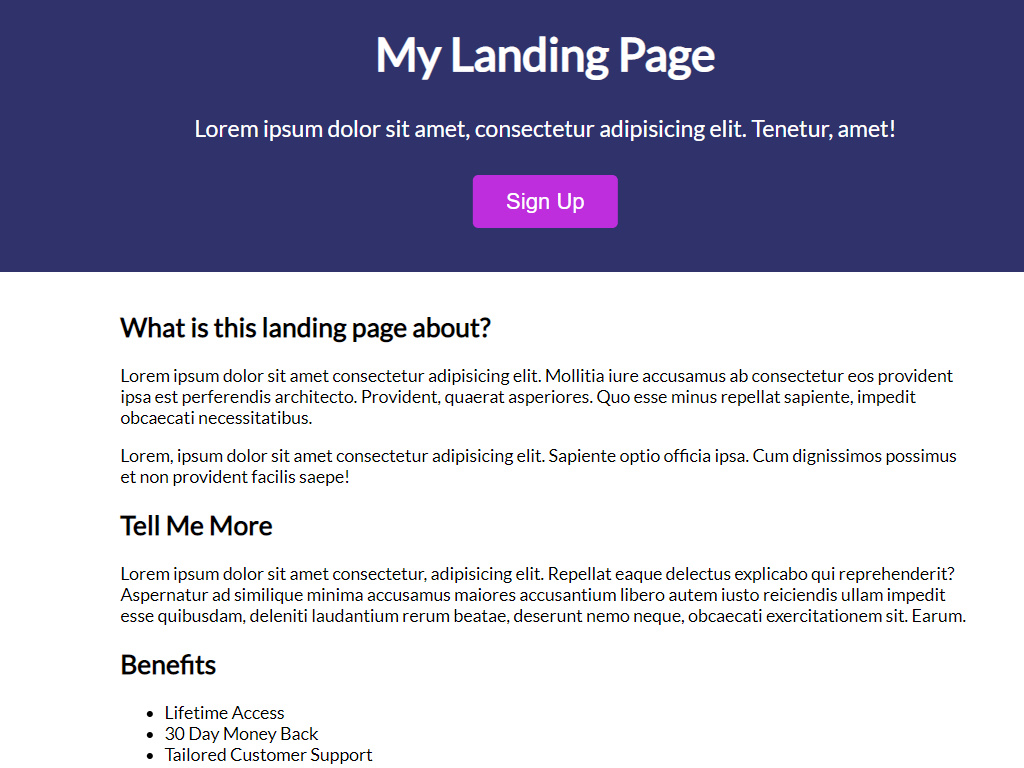 My Landing Page
Lorem ipsum dolor sit amet, consectetur adipisicing elit. Tenetur, amet!
Sign Up
What is this landing page about?
Lorem ipsum dolor sit amet consectetur adipisicing elit. Mollitia iure accusamus ab consectetur eos provident
ipsa est perferendis architecto. Provident, quaerat asperiores. Quo esse minus repellat sapiente, impedit
obcaecati necessitatibus.
Lorem, ipsum dolor sit amet consectetur adipisicing elit. Sapiente optio officia ipsa. Cum dignissimos possimus
et non provident facilis saepe!
Tell Me More
Lorem ipsum dolor sit amet consectetur, adipisicing elit. Repellat eaque delectus explicabo qui reprehenderit?
Aspernatur ad similique minima accusamus maiores accusantium libero autem iusto reiciendis ullam impedit
esse quibusdam, deleniti laudantium rerum beatae, deserunt nemo neque, obcaecati exercitationem sit. Earum.
Benefits
• Lifetime Access
• 30 Day Money Back
• Tailored Customer Support